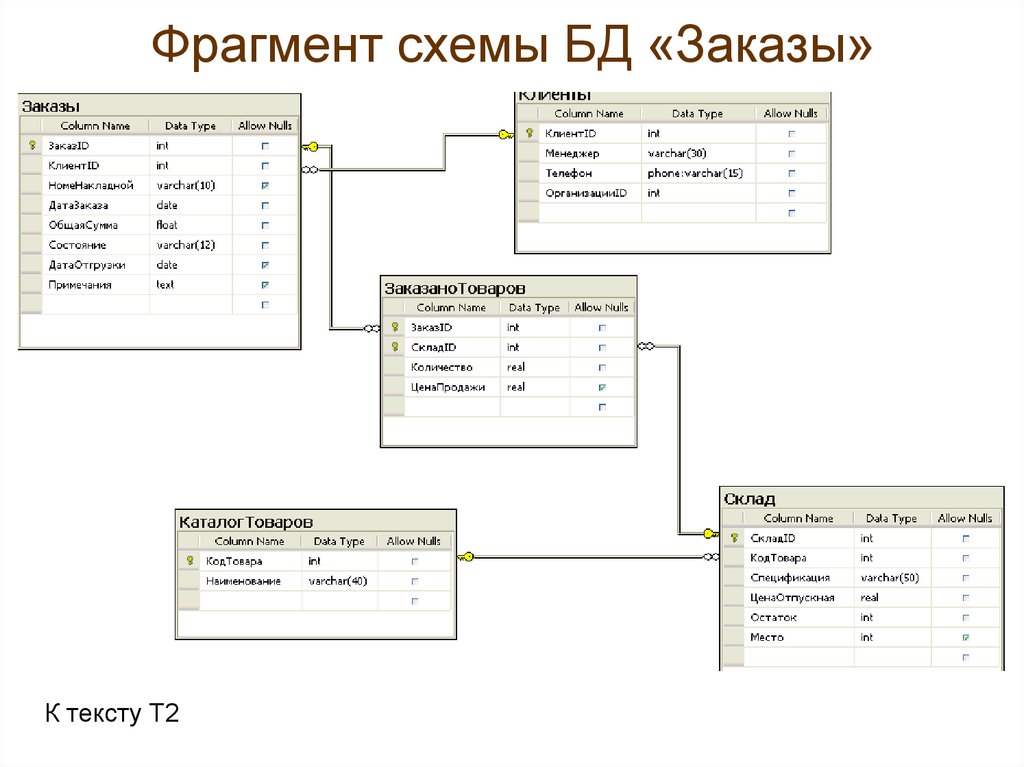 Фрагмент схемы БД «Заказы»
Заказы
Column Name Data Type Allow Nulls
ЗаказID int
КлиентID int
НомеНакладной varchar(10)
ДатаЗаказа date
ОбщаяСумма float
Состояние varchar(12)
ДатаОтгрузки date
Примечания text
Клиенты
Column Name Data Type Allow Nulls
КлиентID int
Менеджер varchar(30)
Телефон phone:varchar(15)
ОрганизацииID int
ЗаказаноТоваров
Column Name Data Type Allow Nulls
ЗаказID int
СкладID int
Количество real
ЦенаПродажи real
КаталогТоваров
Column Name Data Type Allow Nulls
КодТовара int
Наименование varchar(40)
Склад
Column Name Data Type Allow Nulls
СкладID int
КодТовара int
Спецификация varchar(50)
ЦенаОтпускная real
Остаток int
Место int
К тексту Т2